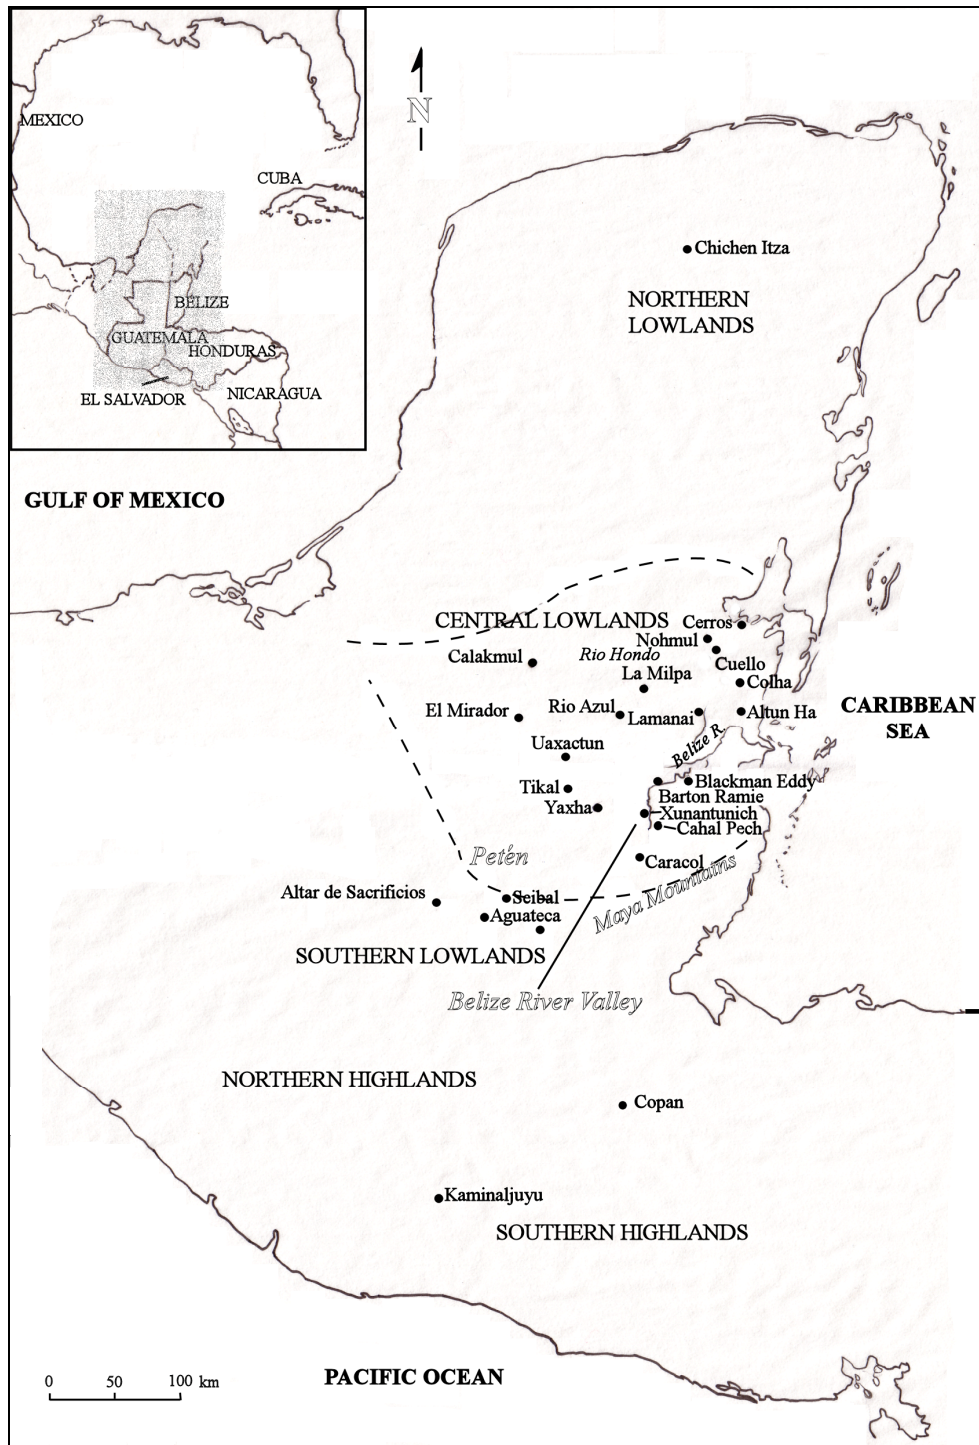 MEXICO
CUBA
BELIZE
GUATEMALA
HONDURAS
EL SALVADOR
NICARAGUA
N
Chichen Itza
NORTHERN
LOWLANDS
GULF OF MEXICO
CENTRAL LOWLANDS
Cerros
Nohmul
Rio Hondo
Calakmul
Cuello
La Milpa
Colha
El Mirador
Rio Azul
Lamanai
Altun Ha
CARIBBEAN
SEA
Uaxactun
Belize R.
Tikal
Blackman Eddy
Barton Ramie
Yaxha
Xunantunich
Cahal Pech
Petén
Caracol
Maya Mountains
Altar de Sacrificios
Seibal
Aguateca
SOUTHERN LOWLANDS
Belize River Valley
NORTHERN HIGHLANDS
Copan
Kaminaljuyu
SOUTHERN HIGHLANDS
PACIFIC OCEAN
0 50 100 km